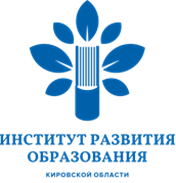 ИНСТИТУТ РАЗВИТИЯ
ОБРАЗОВАНИЯ
КИРОВСКОЙ ОБЛАСТИ